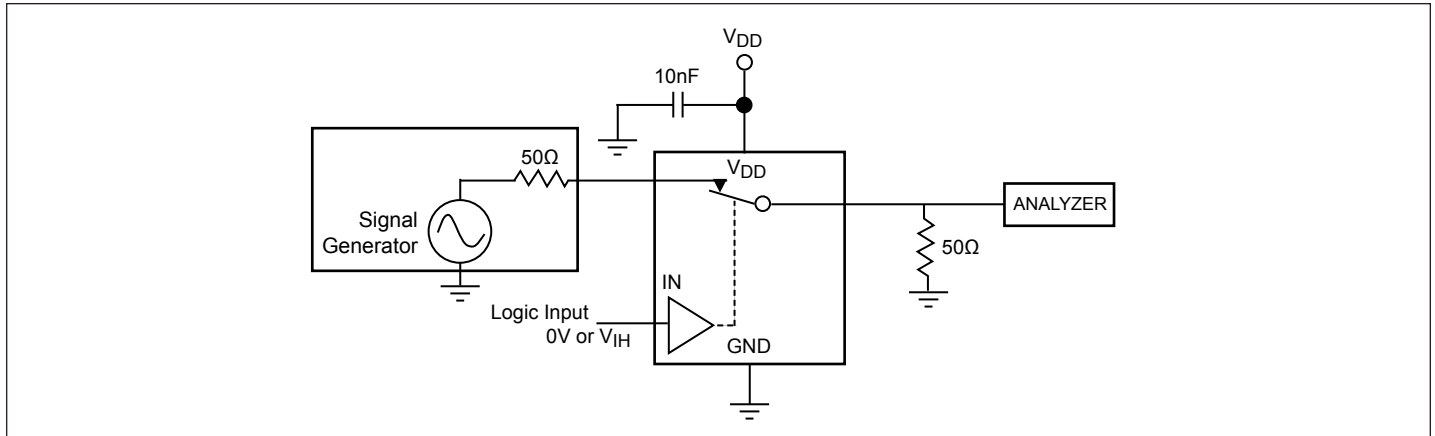 VDD
10nF
50Ω
VDD
Signal
Generator
ANALYZER
50Ω
IN
Logic Input
0V or VIH
GND